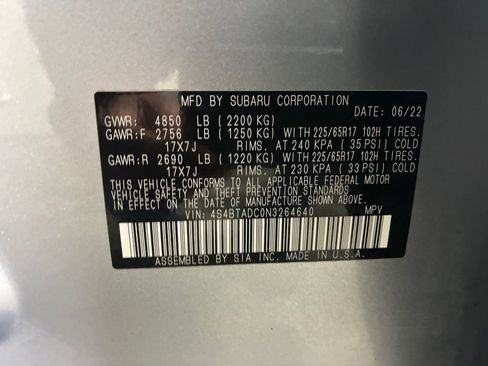 MFD BY SUBARU CORPORATION
DATE: 06/22
GVWR: 4850 LB (2200 KG)
GAWR:F 2756 LB (1250 KG) WITH 225/65R17 102H TIRES.
17X7J RIMS. AT 240 KPA (35 PSI) COLD
GAWR:R 2690 LB (1220 KG) WITH 225/65R17 102H TIRES.
17X7J RIMS. AT 230 KPA (33 PSI) COLD
THIS VEHICLE CONFORMS TO ALL APPLICABLE FEDERAL MOTOR
VEHICLE SAFETY, BUMPER, AND THEFT PREVENTION STANDARDS
IN EFFECT ON THE DATE OF MANUFACTURE SHOWN ABOVE.
VIN: 4S4BTADC0N3264640 MPV
ASSEMBLED BY SIA INC. MADE IN U.S.A.